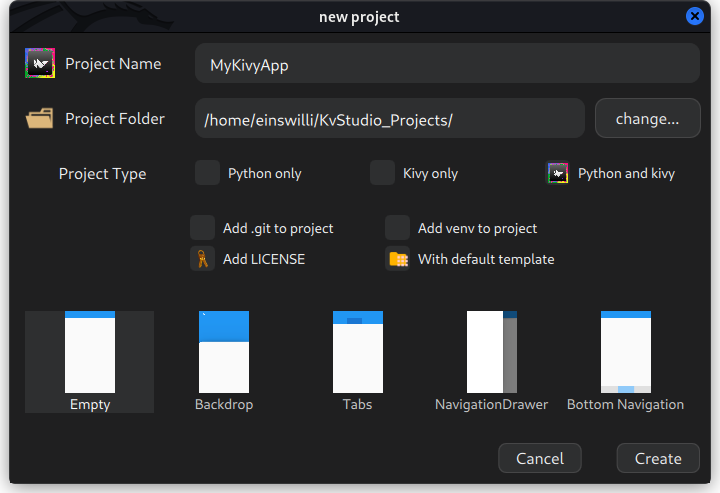 new project
Project Name
MyKivyApp
Project Folder
/home/einswilli/KvStudio_Projects/
change...
Project Type
Python only
Kivy only
Python and kivy
Add .git to project
Add venv to project
Add LICENSE
With default template
Empty
Backdrop
Tabs
NavigationDrawer
Bottom Navigation
Cancel
Create